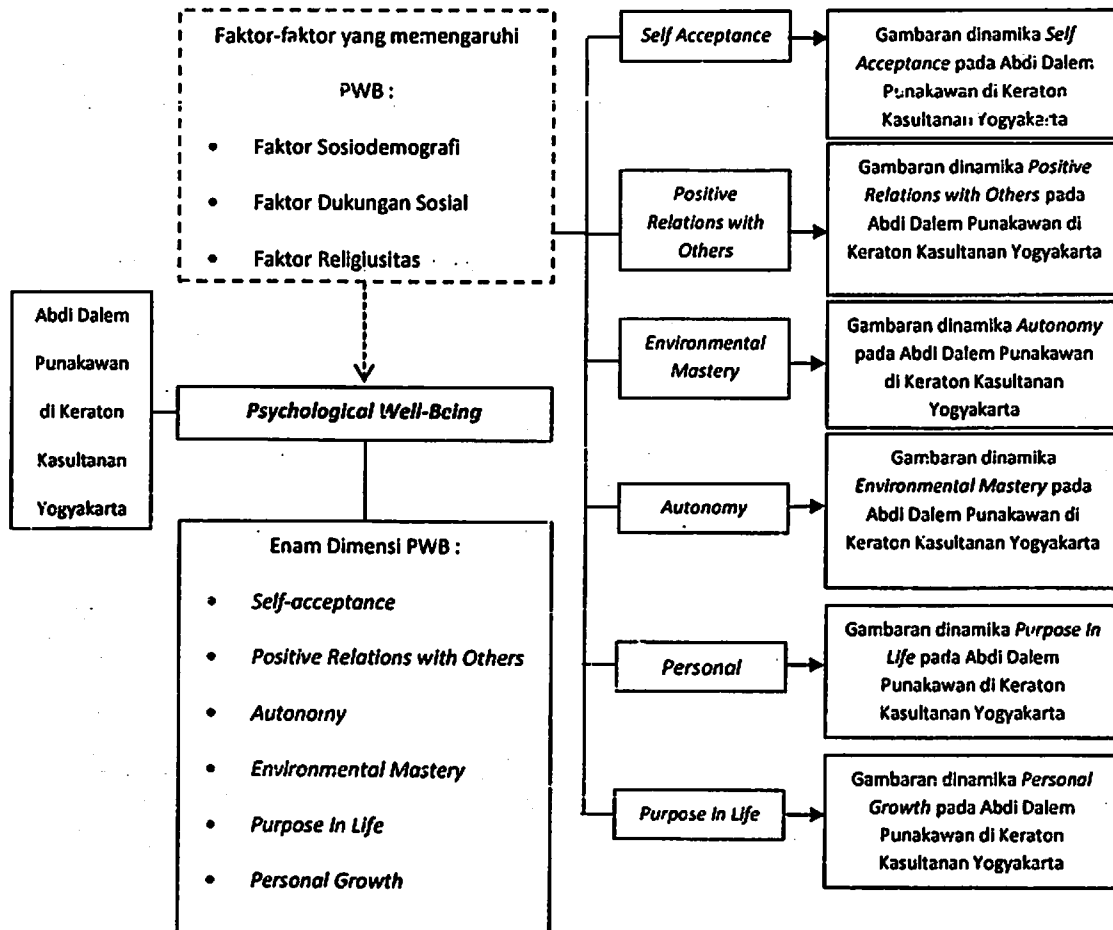 Faktor-faktor yang memengaruhi
PWB :
• Faktor Sosiodemografi
• Faktor Dukungan Sosial
• Faktor Religiusitas
Abdi Dalem
Punakawan
di Keraton
Kasultanan
Yogyakarta
Psychological Well-Being
Enam Dimensi PWB :
• Self-acceptance
• Positive Relations with Others
• Autonomy
• Environmental Mastery
• Purpose In Life
• Personal Growth
Self Acceptance
Gambaran dinamika Self
Acceptance pada Abdi Dalem
Punakawan di Keraton
Kasultanan Yogyakarta
Positive
Relations with
Others
Gambaran dinamika Positive
Relations with Others pada
Abdi Dalem Punakawan di
Keraton Kasultanan Yogyakarta
Environmental
Mastery
Gambaran dinamika Autonomy
pada Abdi Dalem Punakawan
di Keraton Kasultanan
Yogyakarta
Autonomy
Gambaran dinamika
Environmental Mastery pada
Abdi Dalem Punakawan di
Keraton Kasultanan Yogyakarta
Personal
Gambaran dinamika Purpose In
Life pada Abdi Dalem
Punakawan di Keraton
Kasultanan Yogyakarta
Purpose In Life
Gambaran dinamika Personal
Growth pada Abdi Dalem
Punakawan di Keraton
Kasultanan Yogyakarta